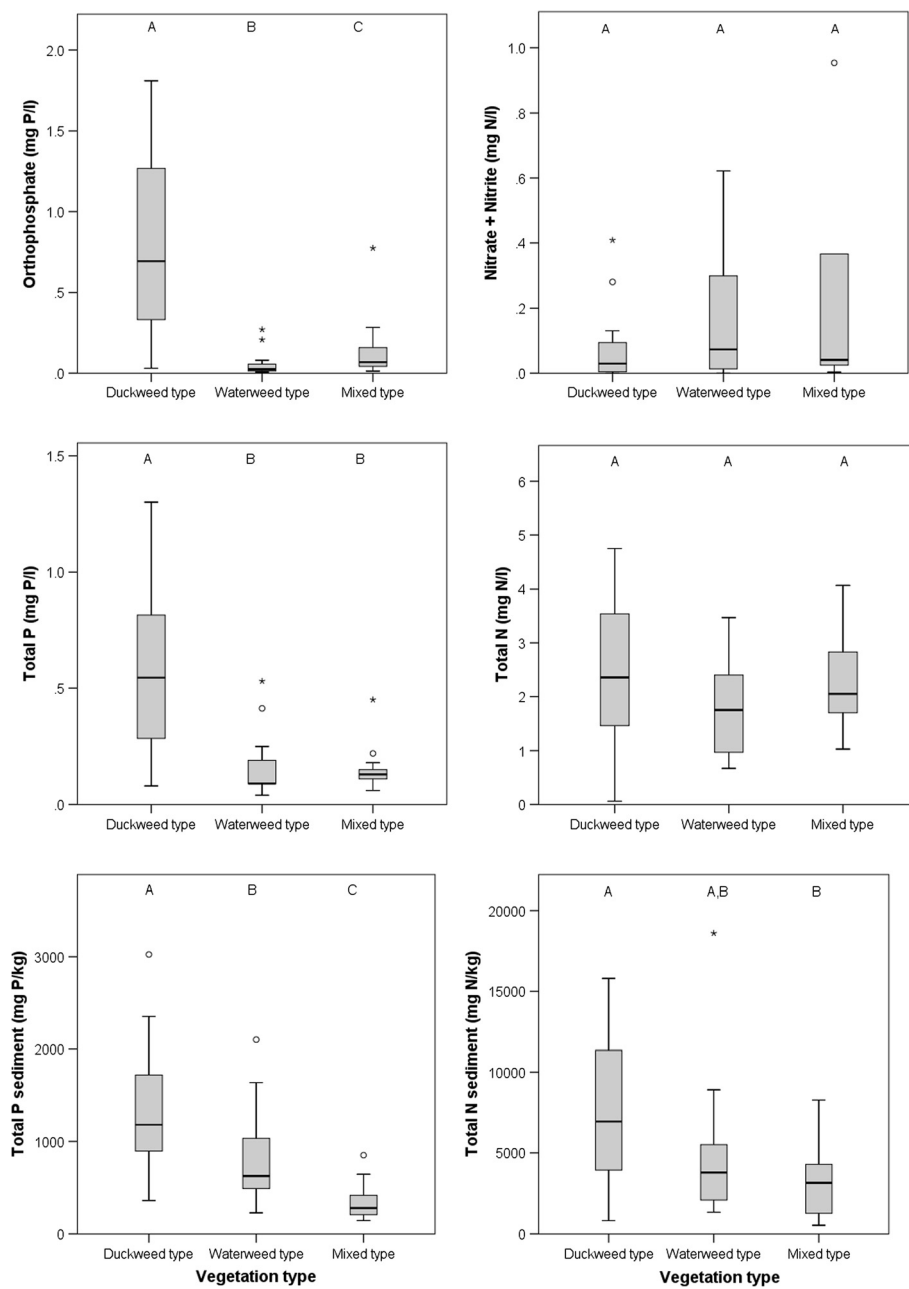 A B C
2.0
1.5
1.0
.5
.0
Orthophosphate (mg P/l)
* * * *
Duckweed type Waterweed type Mixed type
A A A
1.0
.8
.6
.4
.2
.0
Nitrate + Nitrite (mg N/l)
*
Duckweed type Waterweed type Mixed type
A B B
1.5
1.0
.5
.0
Total P (mg P/l)
* *
Duckweed type Waterweed type Mixed type
A A A
6
5
4
3
2
1
0
Total N (mg N/l)
Duckweed type Waterweed type Mixed type
A B C
3000
2000
1000
0
Total P sediment (mg P/kg)
Duckweed type Waterweed type Mixed type
Vegetation type
A A,B B
20000
15000
10000
5000
0
Total N sediment (mg N/kg)
*
Duckweed type Waterweed type Mixed type
Vegetation type